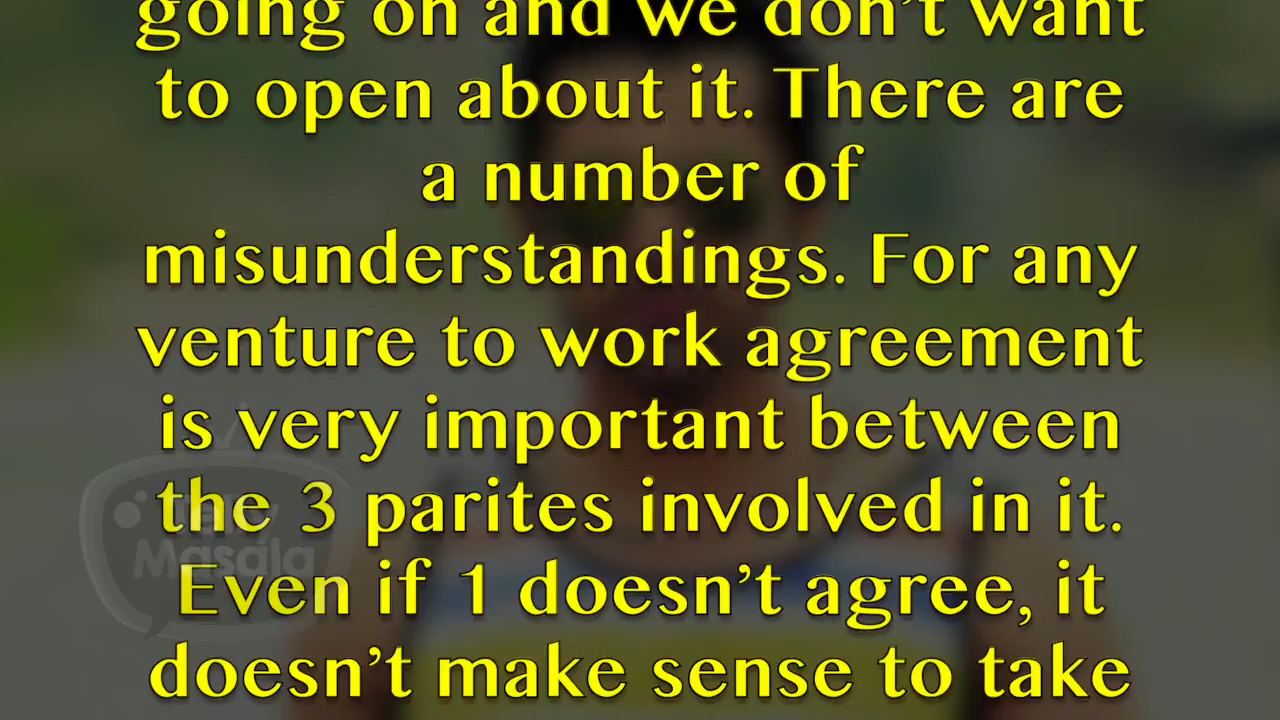 going on and we don't want
to open about it. There are
a number of
misunderstandings. For any
venture to work agreement
is very important between
the 3 parites involved in it.
Even if 1 doesn't agree, it
doesn't make sense to take
Telly
Masala